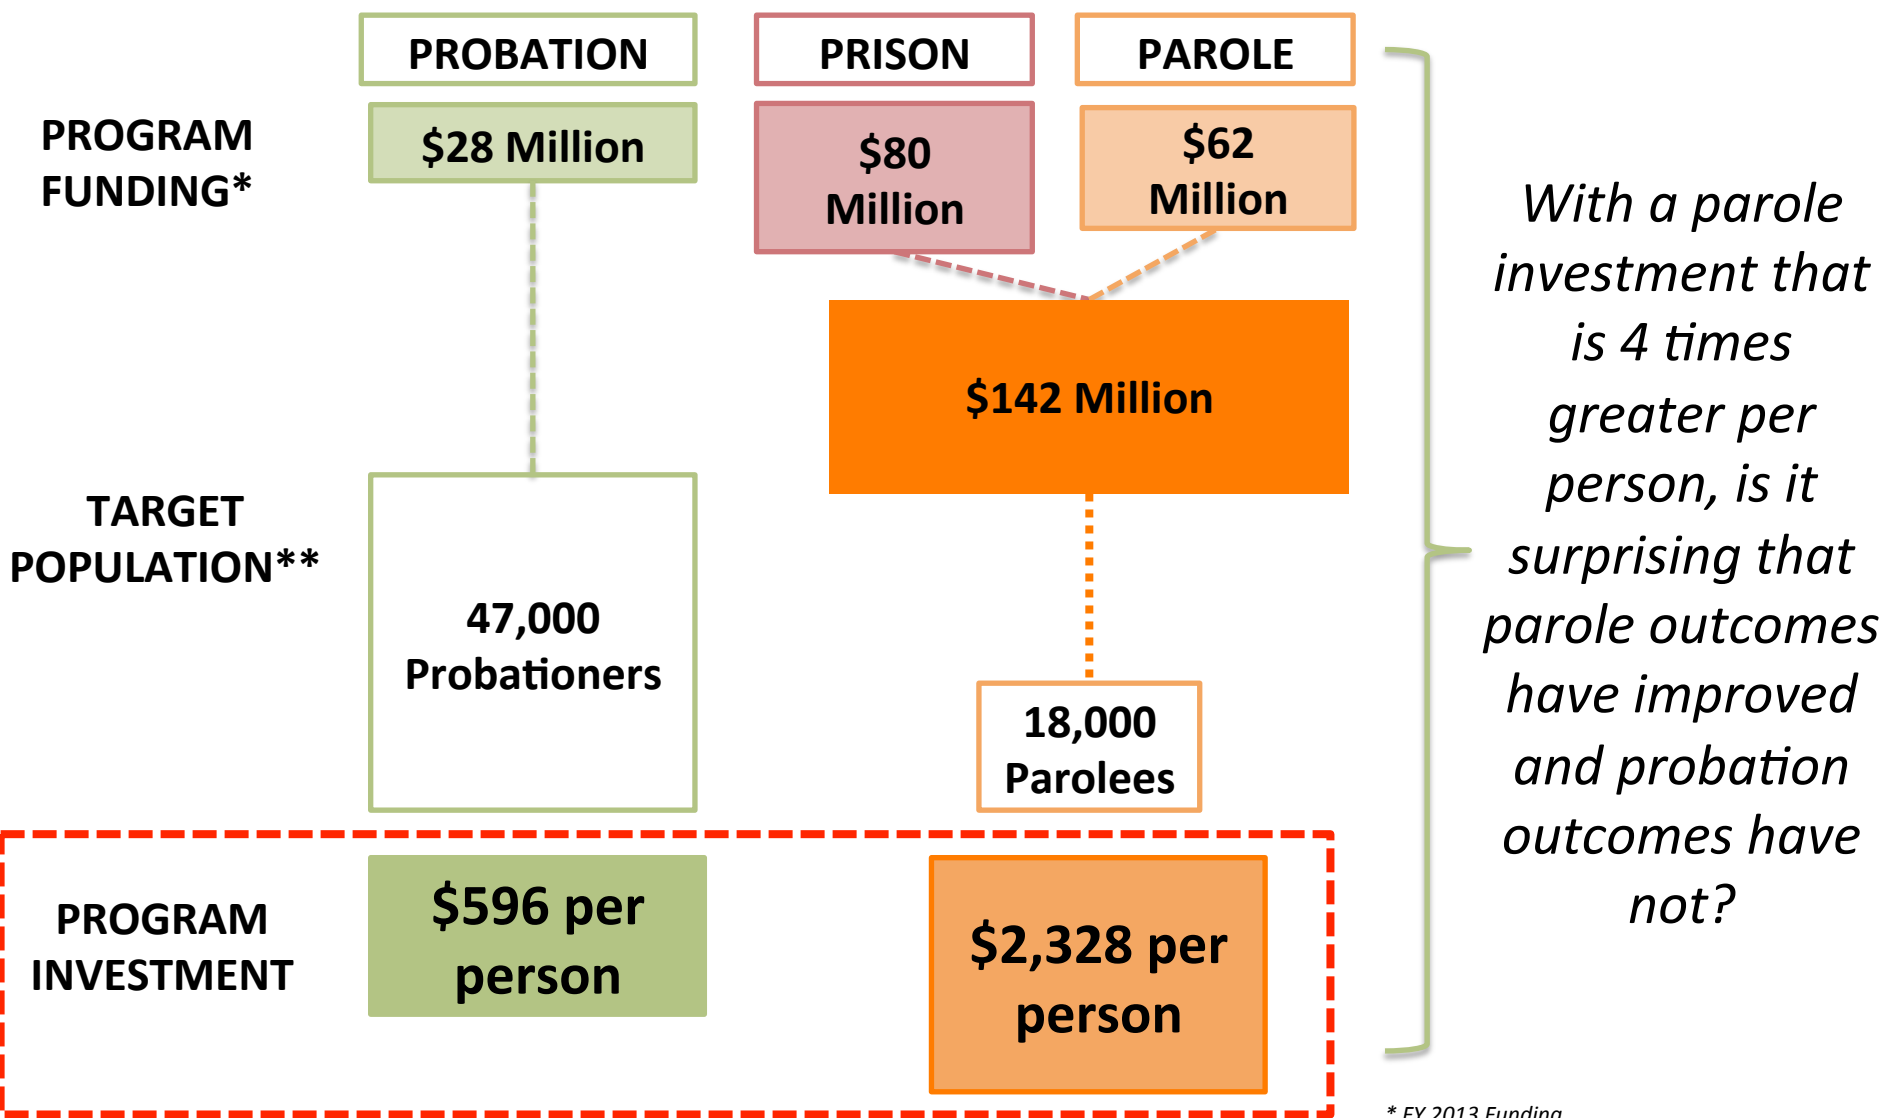 PROBATION
PRISON
PAROLE
PROGRAM
FUNDING*
$28 Million
$80
Million
$62
Million
$142 Million
TARGET
POPULATION**
47,000
Probationers
18,000
Parolees
PROGRAM
INVESTMENT
$596 per
person
$2,328 per
person
With a parole
investment that
is 4 times
greater per
person, is it
surprising that
parole outcomes
have improved
and probation
outcomes have
not?
* FY 2013 Funding